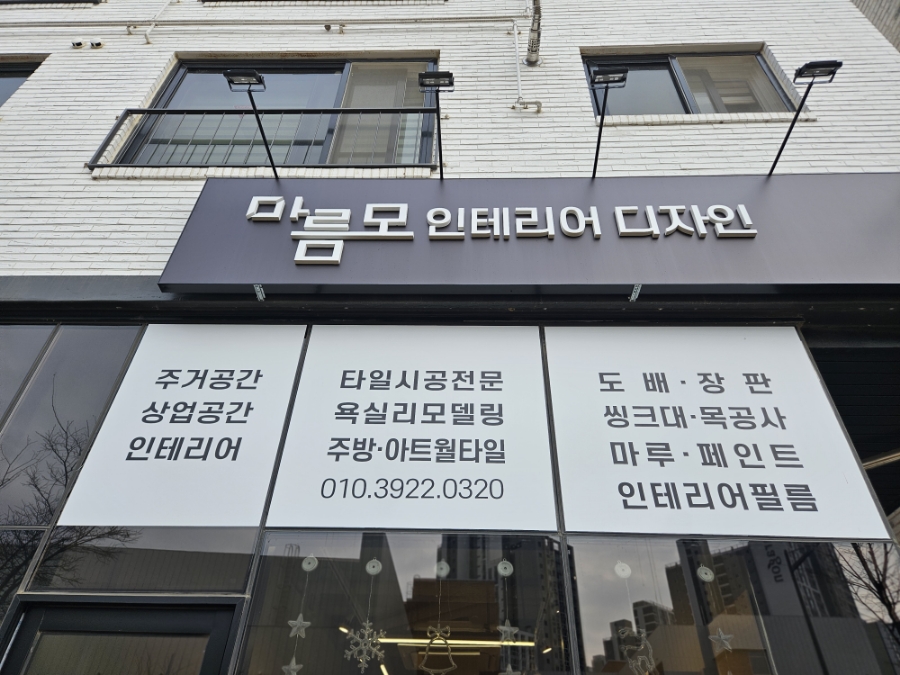 마름모 인테리어 디자인
주거공간
상업공간
인테리어
타일시공전문
욕실리모델링
주방·아트월타일
010.3922.0320
도 배·장 판
씽크대·목공사
마루·페인트
인테리어필름